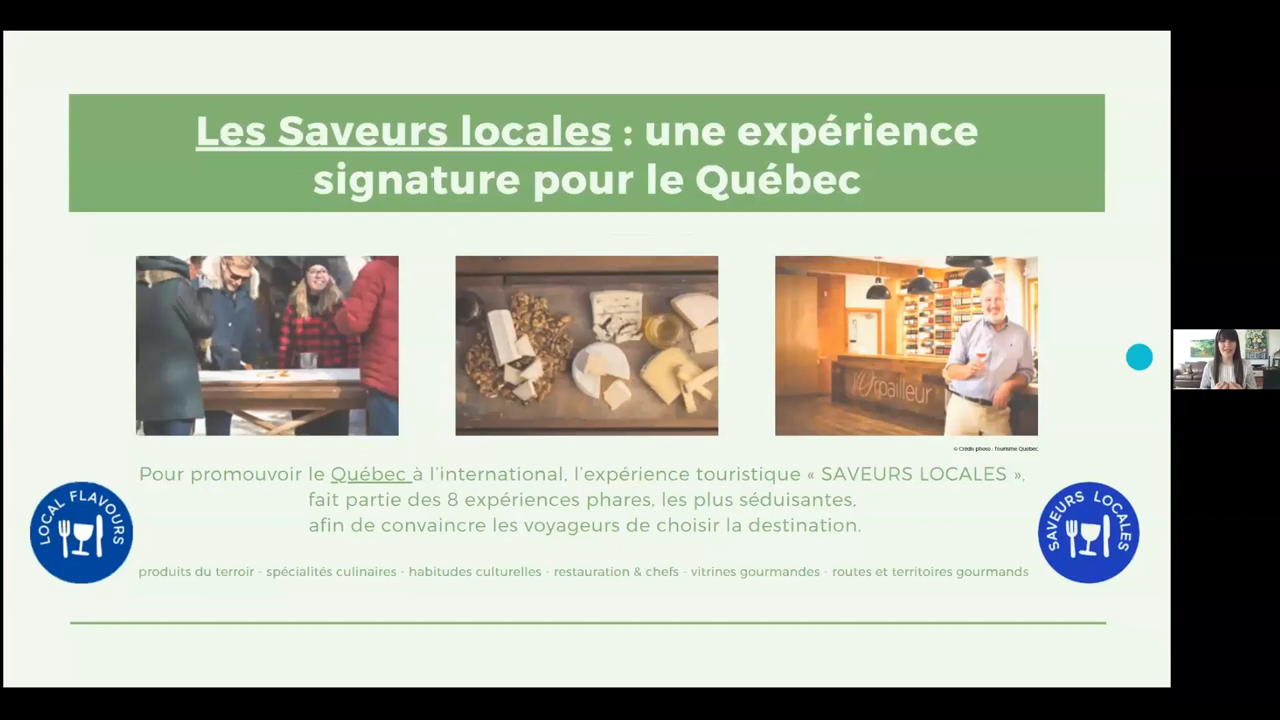 Les Saveurs locales : une expérience
signature pour le Québec
l'Orpailleur
© Crédit photo : Tourisme Québec
Pour promouvoir le Québec à l'international, l'expérience touristique « SAVEURS LOCALES »,
fait partie des 8 expériences phares, les plus séduisantes,
afin de convaincre les voyageurs de choisir la destination.
LOCAL FLAVOURS
SAVEURS LOCALES
produits du terroir - spécialités culinaires - habitudes culturelles - restauration & chefs - vitrines gourmandes - routes et territoires gourmands